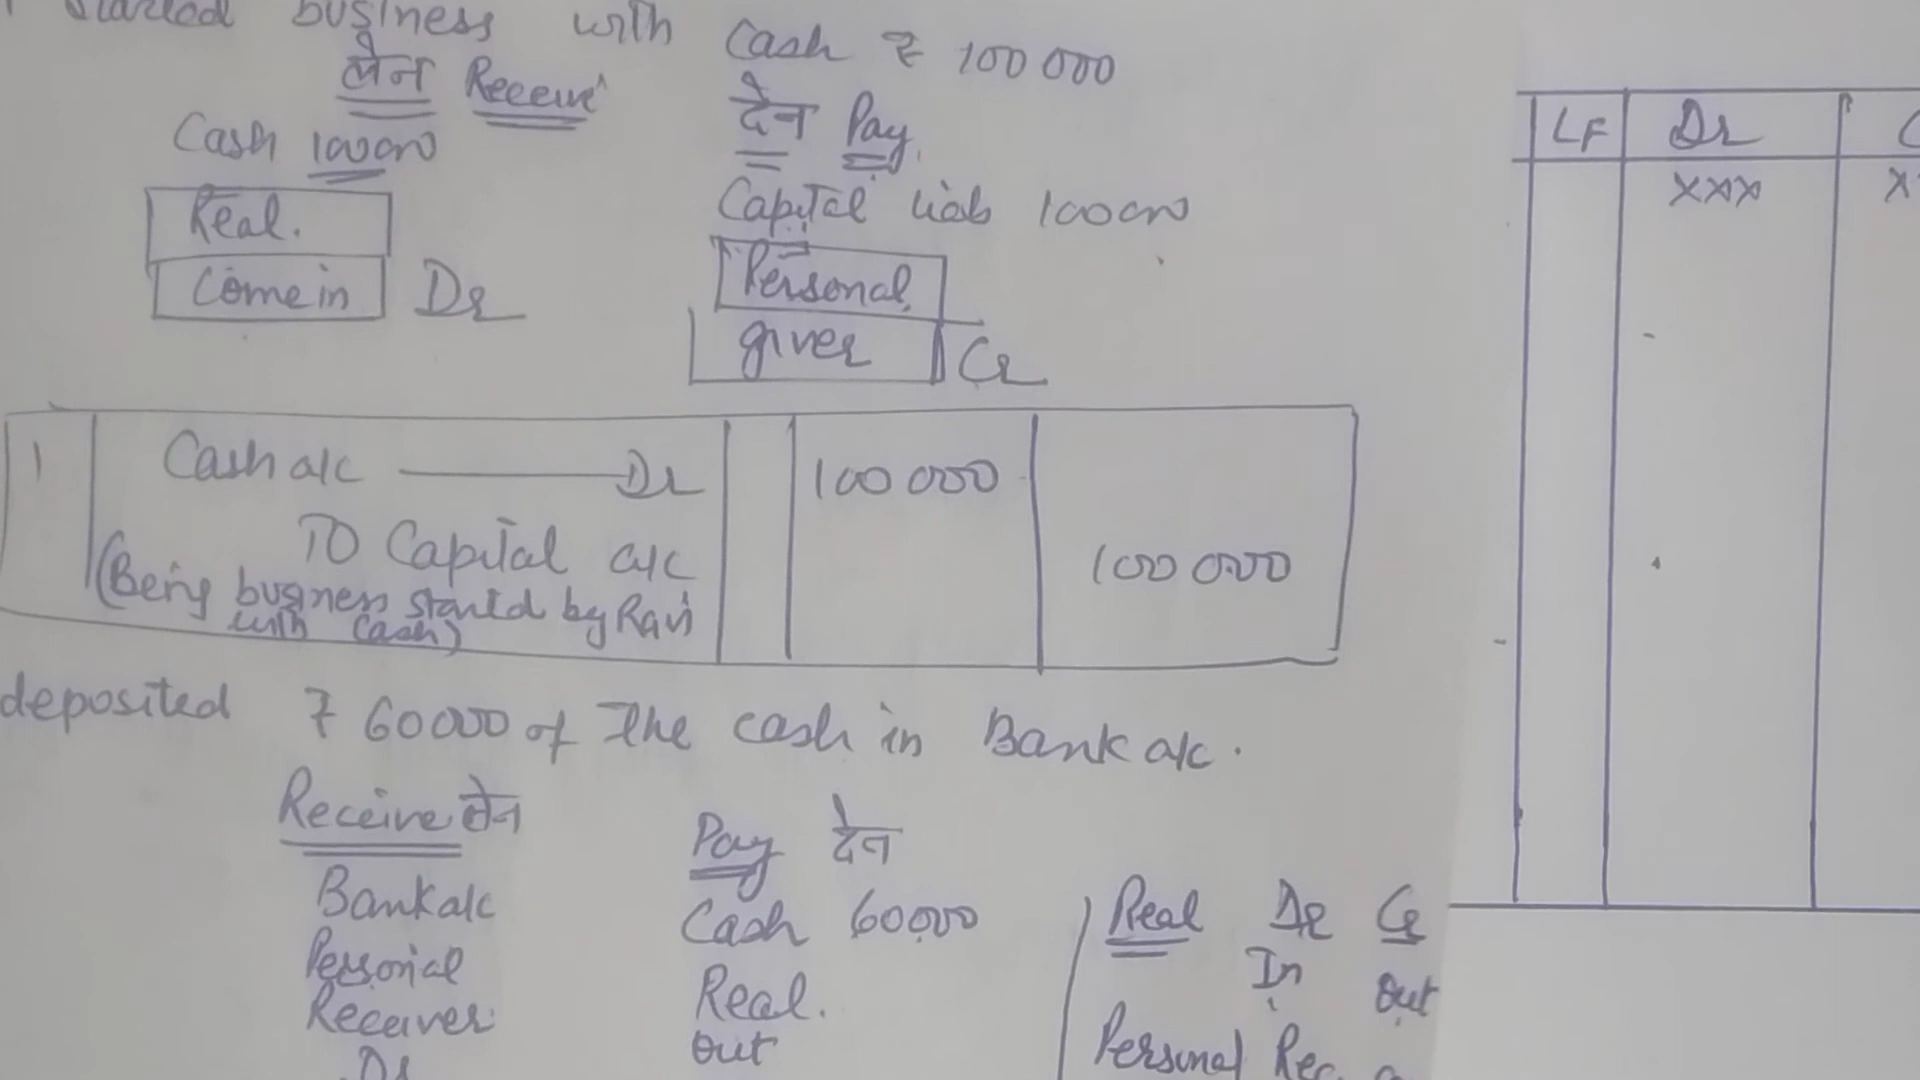 started business with Cash ₹ 100 000
लेन Receive
देन Pay
Cash 100000
Real.
Come in Dr
Capital liab 100000
Personal
giver Cr
LF Dr
XXX
1 Cash a/c Dr 100 000
TO Capital a/c 100 000
(Being business started by Ravi
with Cash)
deposited ₹ 60000 of The cash in Bank a/c.
Receive लेन
Bank a/c
Personal
Receiver
Dr
Pay देन
Cash 60000
Real.
out
Real Dr Cr
In out
Personal Rec.